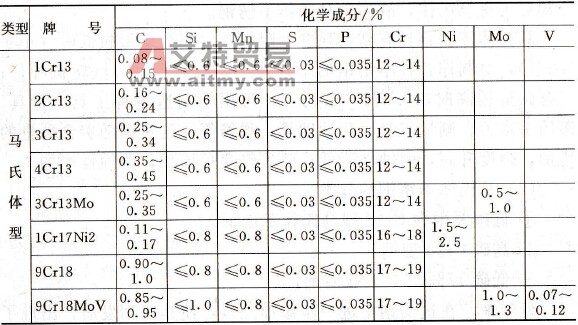 类型 牌号 化学成分/%
C Si Mn S P Cr Ni Mo V
马氏体型
1Cr13 0.08~0.15 ≤0.6 ≤0.6 ≤0.03 ≤0.035 12~14
2Cr13 0.16~0.24 ≤0.6 ≤0.6 ≤0.03 ≤0.035 12~14
3Cr13 0.25~0.34 ≤0.6 ≤0.6 ≤0.03 ≤0.035 12~14
4Cr13 0.35~0.45 ≤0.6 ≤0.6 ≤0.03 ≤0.035 12~14
3Cr13Mo 0.25~0.35 ≤0.6 ≤0.6 ≤0.03 ≤0.035 12~14 0.5~1.0
1Cr17Ni2 0.11~0.17 ≤0.8 ≤0.8 ≤0.03 ≤0.035 16~18 1.5~2.5
9Cr18 0.90~1.0 ≤0.8 ≤0.8 ≤0.03 ≤0.035 17~19
9Cr18MoV 0.85~0.95 ≤1.0 ≤0.8 ≤0.03 ≤0.035 17~19 1.0~1.3 0.07~0.12
艾特贸易
www.aitmy.com